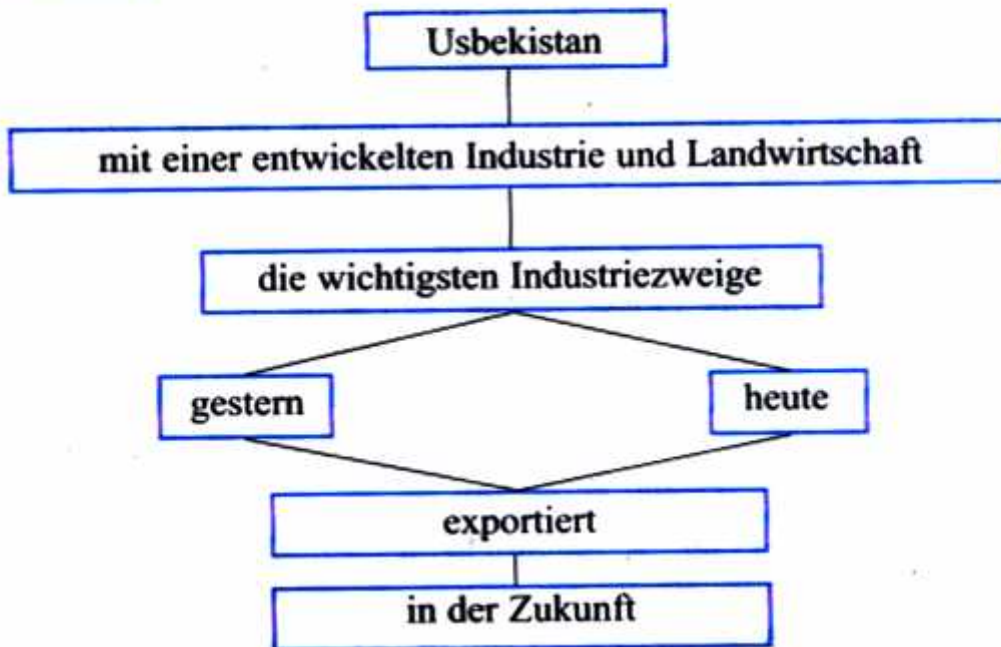 Usbekistan
mit einer entwickelten Industrie und Landwirtschaft
die wichtigsten Industriezweige
gestern
heute
exportiert
in der Zukunft